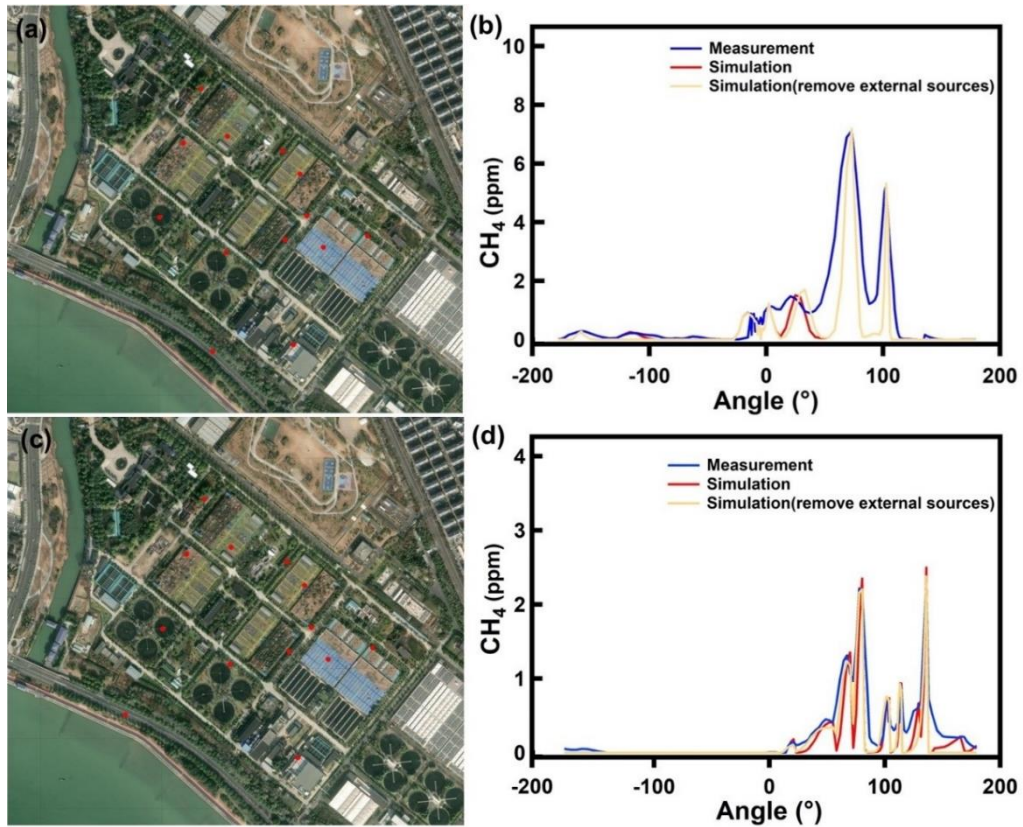 (a)
(b)
10
8
6
4
2
0
CH₄ (ppm)
Measurement
Simulation
Simulation(remove external sources)
-200
-100
0
100
200
Angle (°)
(c)
(d)
4
3
2
1
0
CH₄ (ppm)
Measurement
Simulation
Simulation(remove external sources)
-200
-100
0
100
200
Angle (°)